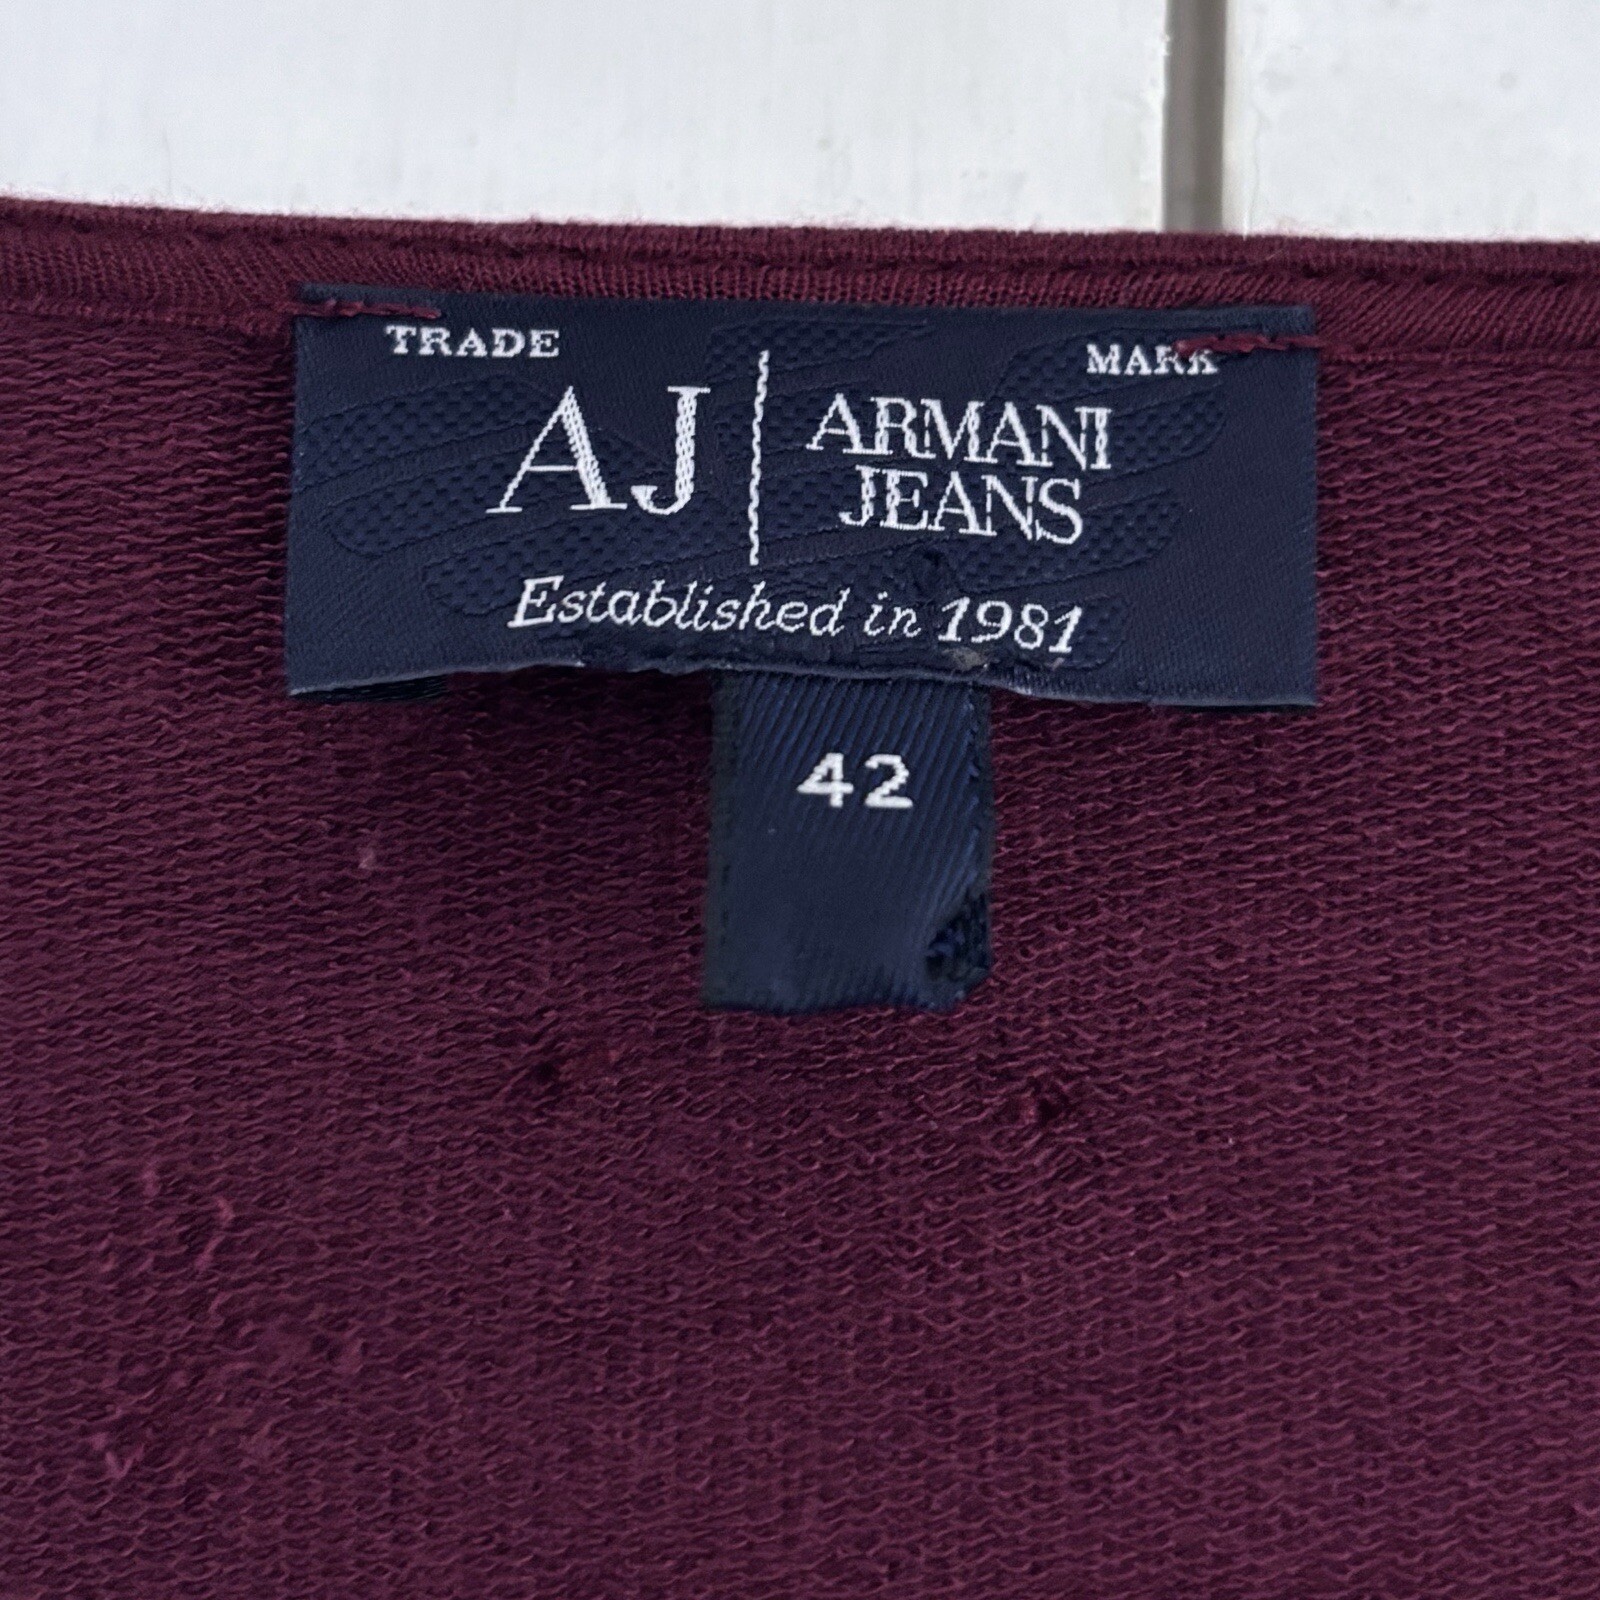 TRADE MARK
AJ ARMANI
JEANS
Established in 1981
42